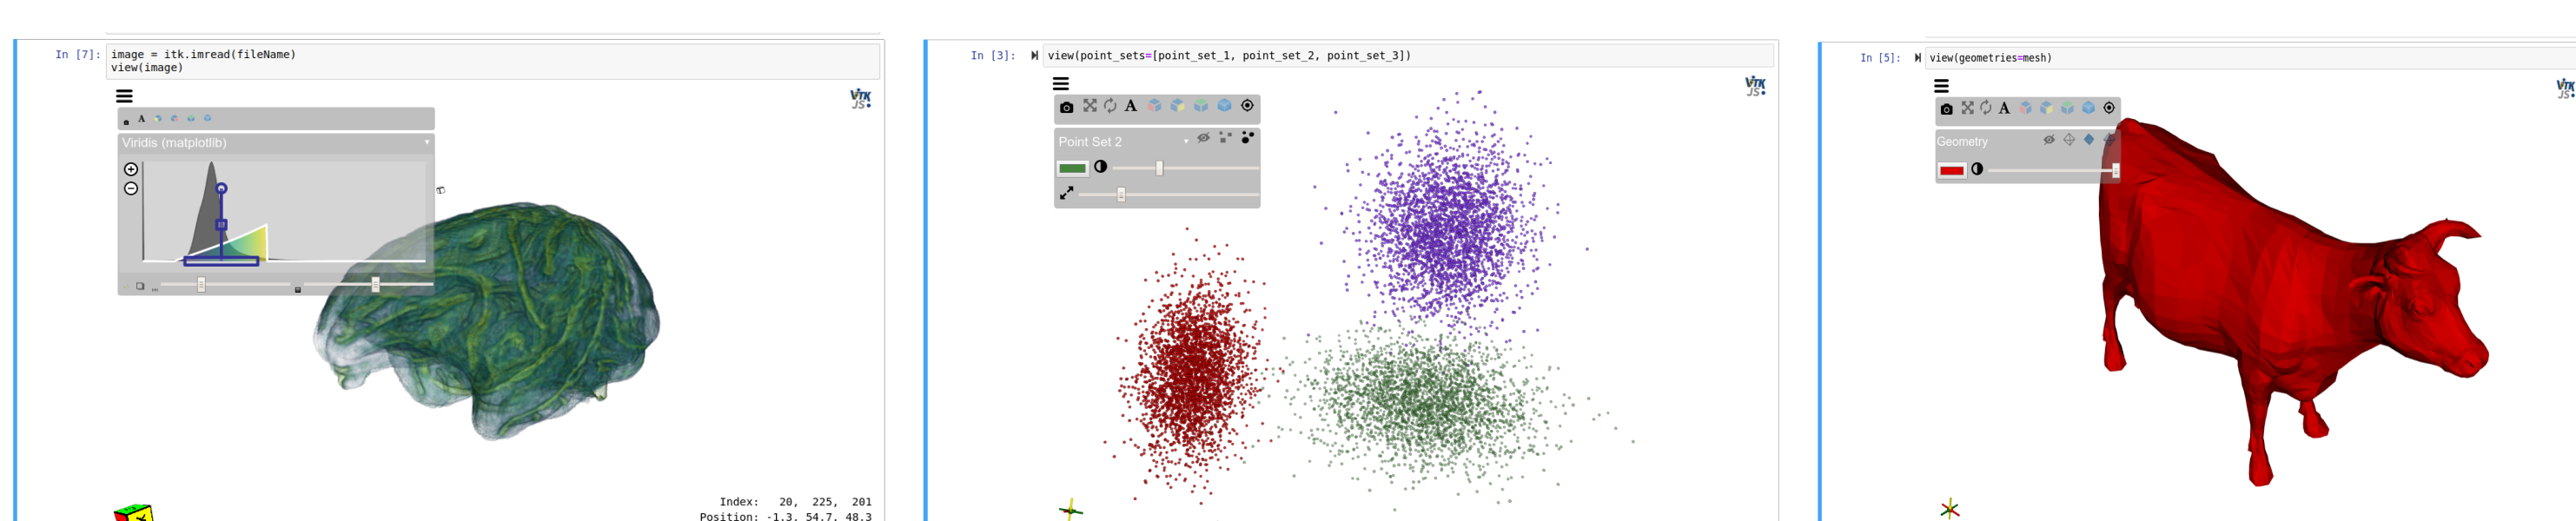 In [7]: image = itk.imread(fileName)
view(image)
VTK
JS
A
Viridis (matplotlib)
Index: 20, 225, 201
Position: -1.3, 54.7, 48.3
In [3]: view(point_sets=[point_set_1, point_set_2, point_set_3])
VTK
JS
A
Point Set 2
In [5]: view(geometries=mesh)
VTK
JS
A
Geometry